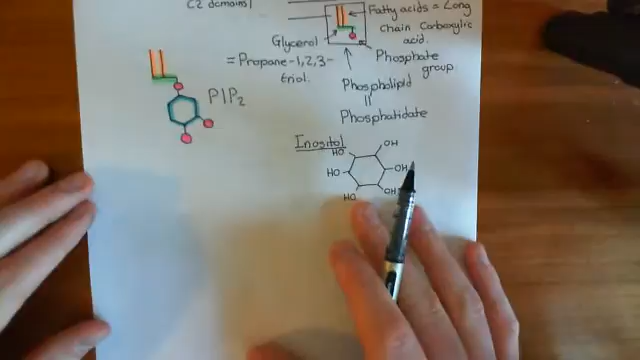 C2 domains)
Fatty acids = Long
chain Carboxylic
acid.
Glycerol
= Propane-1,2,3-
triol.
Phosphate
group.
Phospholipid
=
Phosphatidate
PIP2
Inositol
HO
OH
HO
OH
HO
OH